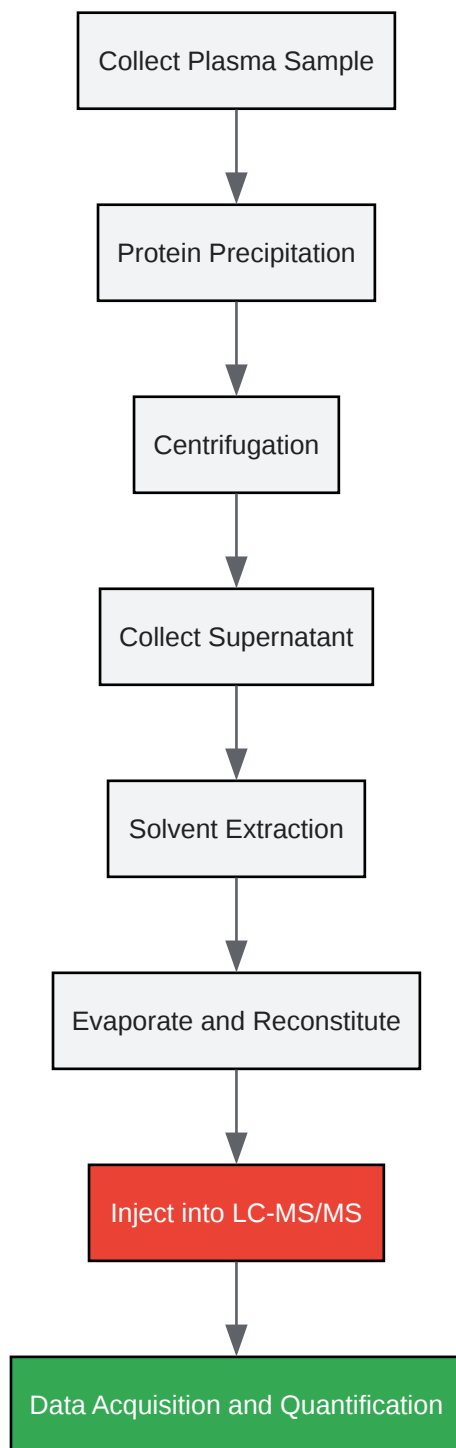 Collect Plasma Sample
Protein Precipitation
Centrifugation
Collect Supernatant
Solvent Extraction
Evaporate and Reconstitute
Inject into LC-MS/MS
Data Acquisition and Quantification